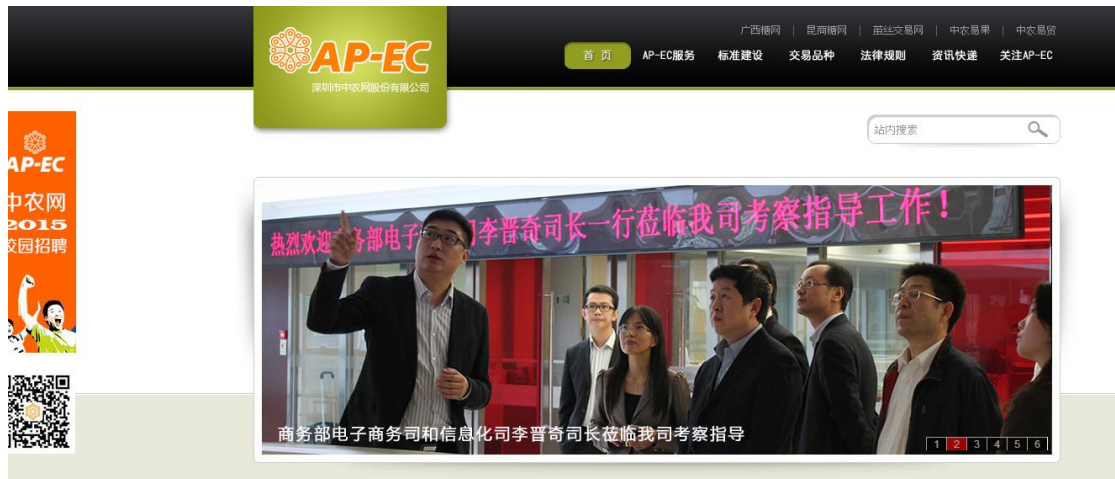 AP-EC
深圳市中农网股份有限公司
广西糖网 | 昆商糖网 | 茧丝交易网 | 中农易果 | 中农易贸
首 页 AP-EC服务 标准建设 交易品种 法律规则 资讯快递 关注AP-EC
站内搜索
AP-EC
中农网
2015
校园招聘
热烈欢迎 务部电子 司李晋奇司长一行莅临我司考察指导工作！
商务部电子商务司和信息化司李晋奇司长莅临我司考察指导
1 2 3 4 5 6